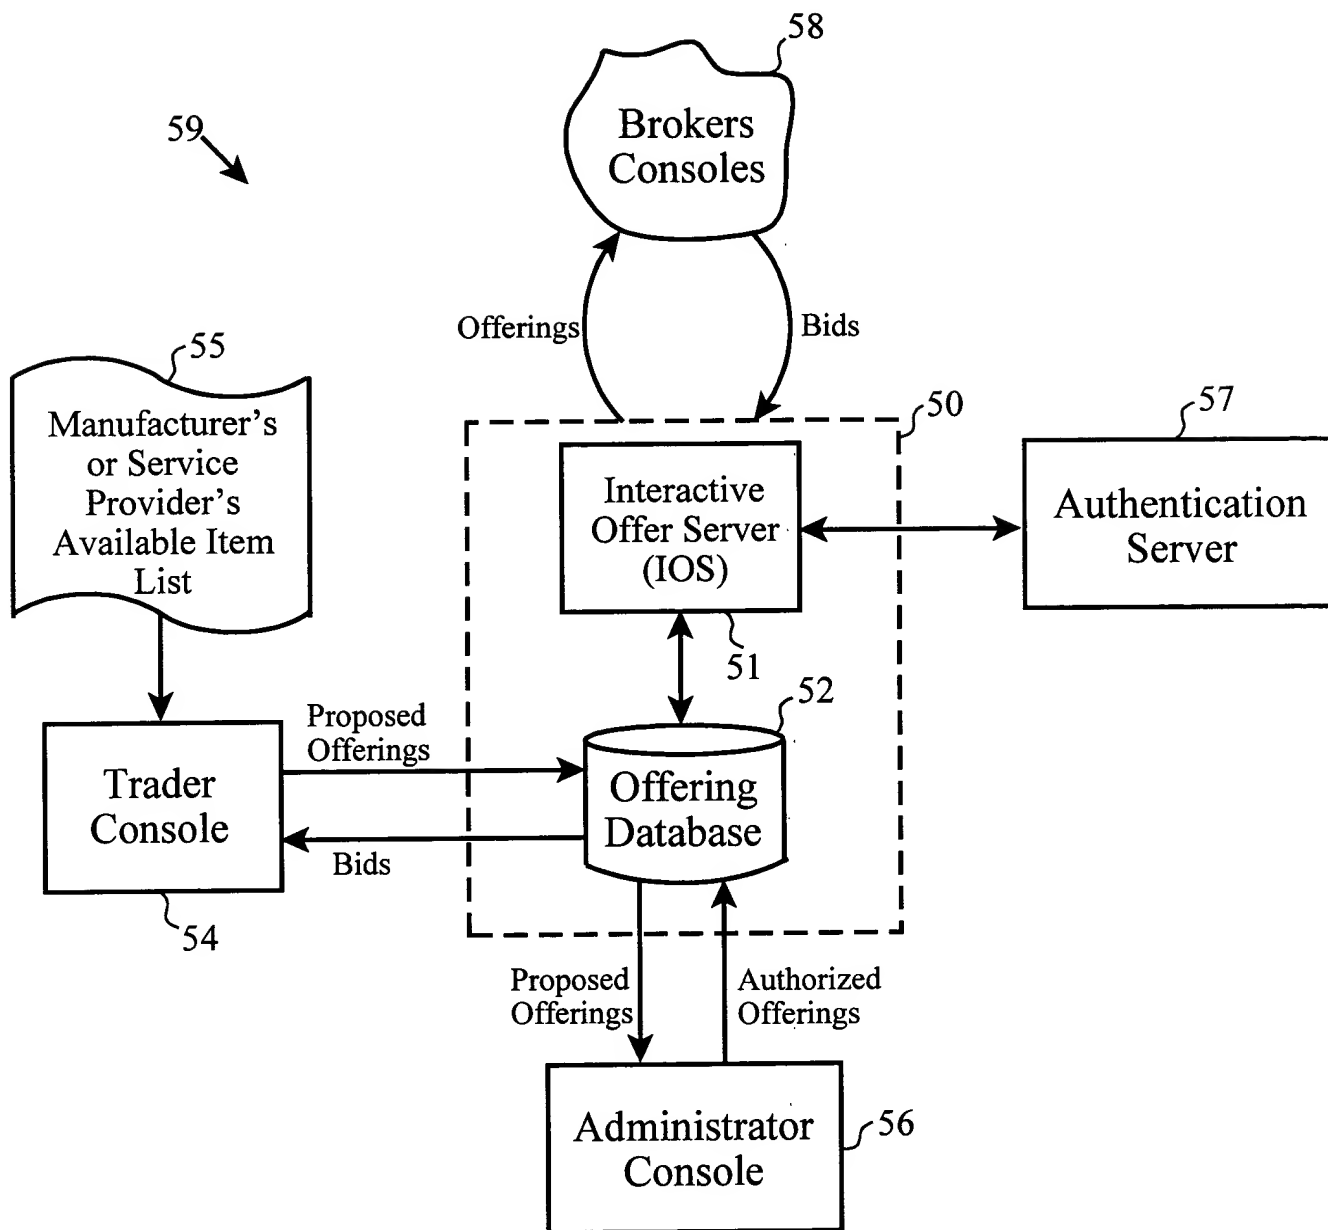 58
Brokers
Consoles
59
Offerings
Bids
55
Manufacturer's
or Service
Provider's
Available Item
List
50
57
Interactive
Offer Server
(IOS)
Authentication
Server
51
52
Proposed
Offerings
Trader
Console
Offering
Database
Bids
54
Proposed
Offerings
Authorized
Offerings
Administrator
Console
56